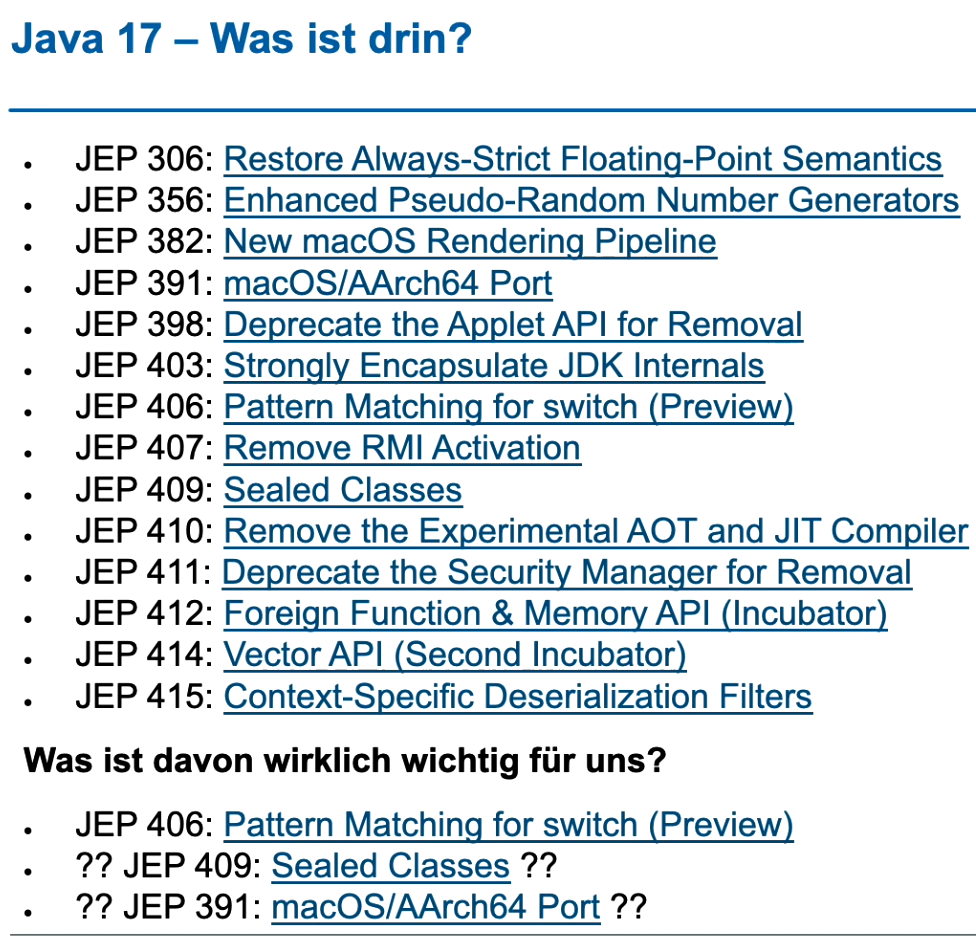 Java 17 – Was ist drin?
• JEP 306: Restore Always-Strict Floating-Point Semantics
• JEP 356: Enhanced Pseudo-Random Number Generators
• JEP 382: New macOS Rendering Pipeline
• JEP 391: macOS/AArch64 Port
• JEP 398: Deprecate the Applet API for Removal
• JEP 403: Strongly Encapsulate JDK Internals
• JEP 406: Pattern Matching for switch (Preview)
• JEP 407: Remove RMI Activation
• JEP 409: Sealed Classes
• JEP 410: Remove the Experimental AOT and JIT Compiler
• JEP 411: Deprecate the Security Manager for Removal
• JEP 412: Foreign Function & Memory API (Incubator)
• JEP 414: Vector API (Second Incubator)
• JEP 415: Context-Specific Deserialization Filters
Was ist davon wirklich wichtig für uns?
• JEP 406: Pattern Matching for switch (Preview)
• ?? JEP 409: Sealed Classes ??
• ?? JEP 391: macOS/AArch64 Port ??